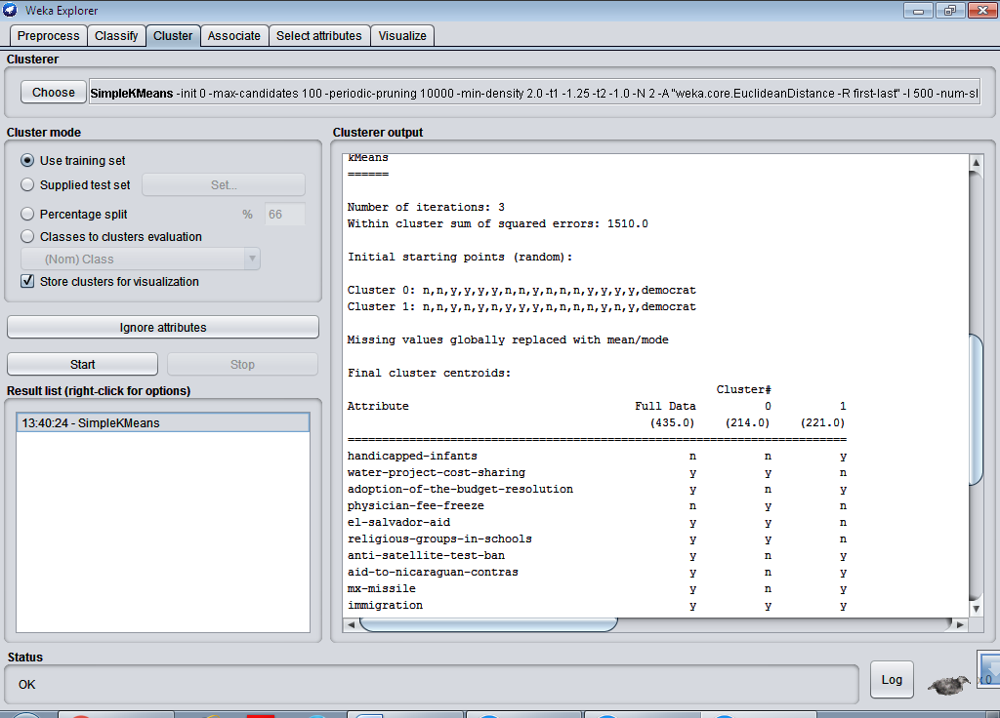 Weka Explorer
Preprocess Classify Cluster Associate Select attributes Visualize
Clusterer
Choose SimpleKMeans -init 0 -max-candidates 100 -periodic-pruning 10000 -min-density 2.0 -t1 -1.25 -t2 -1.0 -N 2 -A "weka.core.EuclideanDistance -R first-last" -I 500 -num-sl
Cluster mode
Use training set
Supplied test set Set...
Percentage split % 66
Classes to clusters evaluation
(Nom) Class
Store clusters for visualization
Ignore attributes
Start Stop
Result list (right-click for options)
13:40:24 - SimpleKMeans
Clusterer output
kMeans
======
Number of iterations: 3
Within cluster sum of squared errors: 1510.0
Initial starting points (random):
Cluster 0: n,n,y,y,y,y,n,n,y,n,n,n,y,y,y,y,democrat
Cluster 1: n,n,y,n,y,n,y,y,y,n,n,n,n,y,n,y,democrat
Missing values globally replaced with mean/mode
Final cluster centroids:
Cluster#
Attribute Full Data 0 1
(435.0) (214.0) (221.0)
==========================================================================
handicapped-infants n n y
water-project-cost-sharing y y n
adoption-of-the-budget-resolution y n y
physician-fee-freeze n y n
el-salvador-aid y y n
religious-groups-in-schools y y n
anti-satellite-test-ban y n y
aid-to-nicaraguan-contras y n y
mx-missile y n y
immigration y y y
Status
OK
Log
x 0